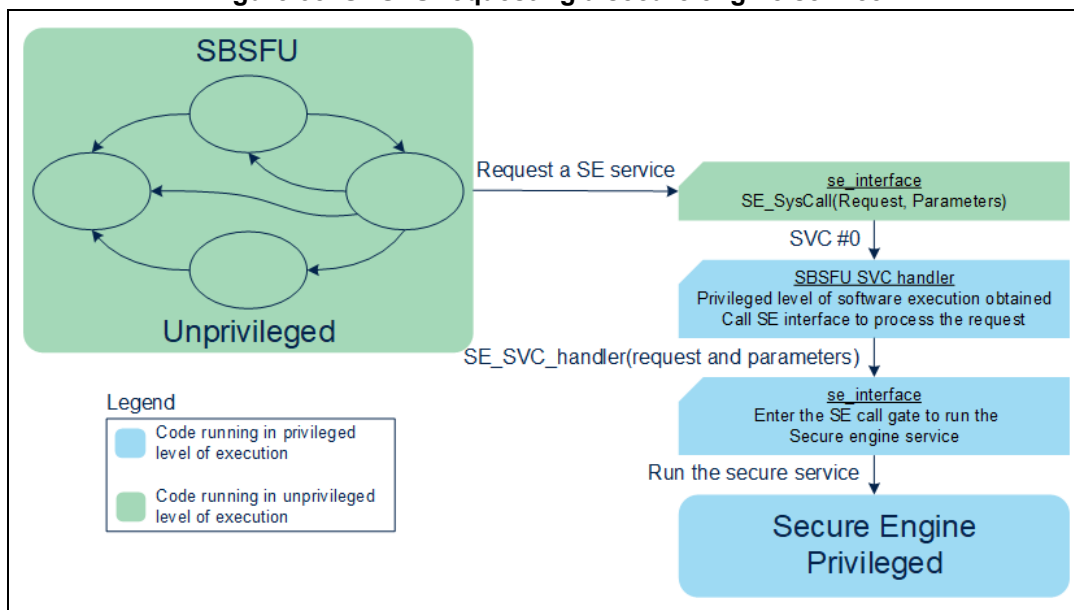 SBSFU
Unprivileged
Request a SE service
se_interface
SE_SysCall(Request, Parameters)
SVC #0
SBSFU SVC handler
Privileged level of software execution obtained
Call SE interface to process the request
SE_SVC_handler(request and parameters)
se_interface
Enter the SE call gate to run the
Secure engine service
Run the secure service
Secure Engine
Privileged
Legend
Code running in privileged
level of execution
Code running in unprivileged
level of execution